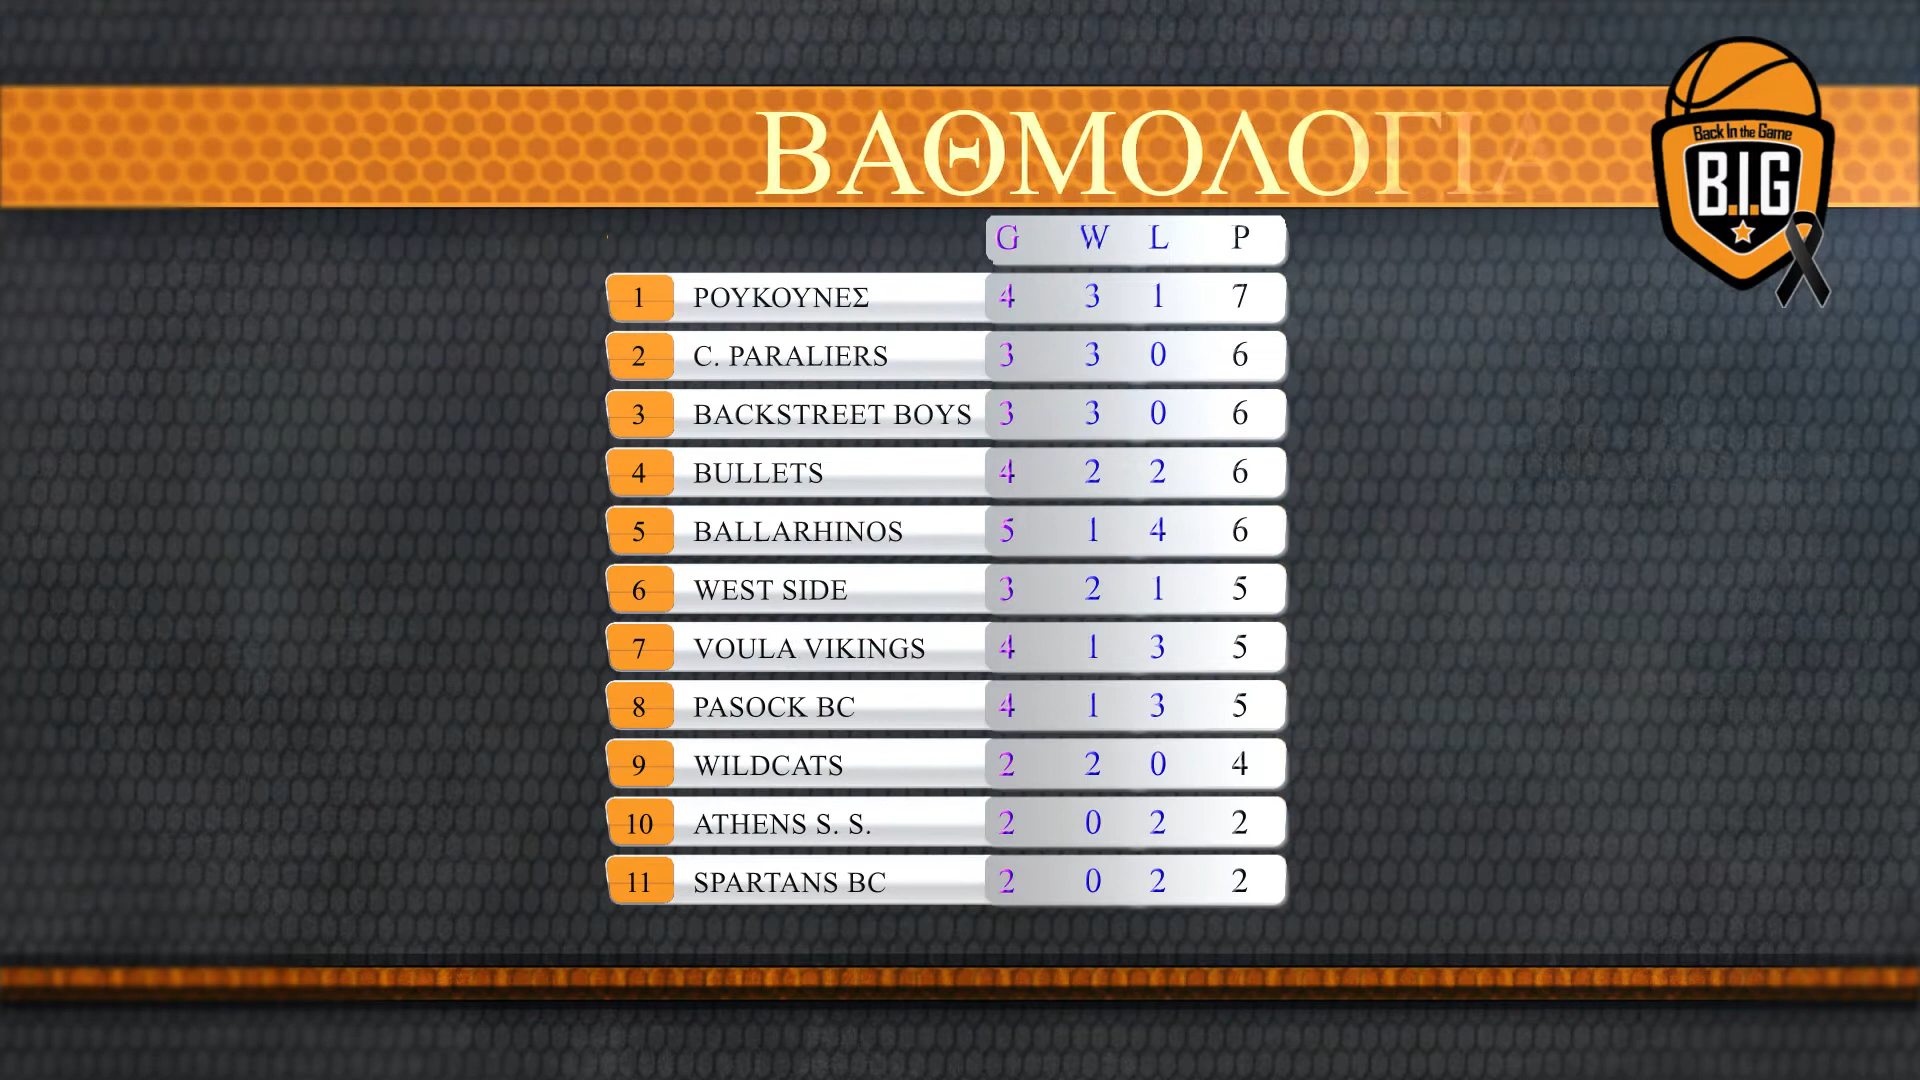 ΒΑΘΜΟΛΟΓΙΑ
Back In the Game
B.I.G
G W L P
1 ΡΟΥΚΟΥΝΕΣ 4 3 1 7
2 C. PARALIERS 3 3 0 6
3 BACKSTREET BOYS 3 3 0 6
4 BULLETS 4 2 2 6
5 BALLARHINOS 5 1 4 6
6 WEST SIDE 3 2 1 5
7 VOULA VIKINGS 4 1 3 5
8 PASOCK BC 4 1 3 5
9 WILDCATS 2 2 0 4
10 ATHENS S. S. 2 0 2 2
11 SPARTANS BC 2 0 2 2